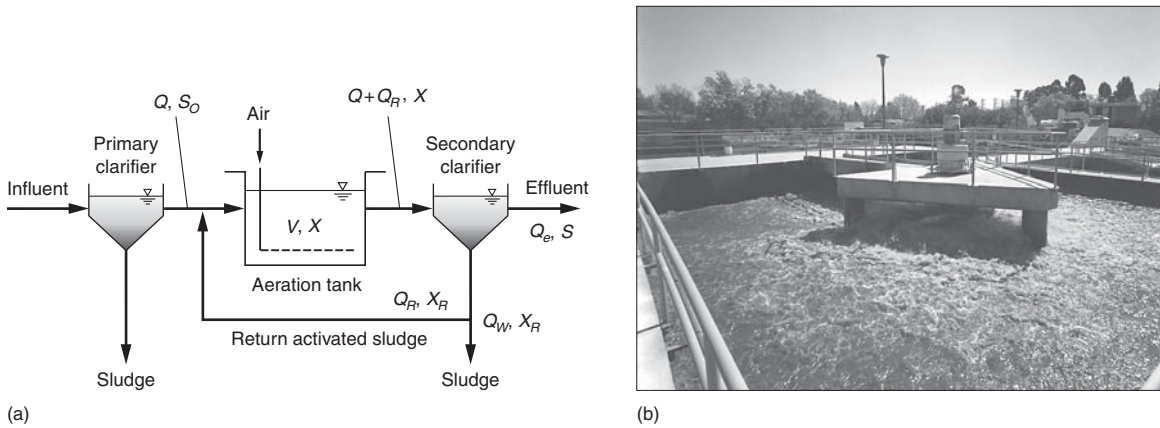 Q, S_O
Q + Q_R, X
Air
Primary
clarifier
Secondary
clarifier
Influent
Effluent
V, X
Q_e, S
Aeration tank
Q_R, X_R
Q_W, X_R
Return activated sludge
Sludge
Sludge
(a)
(b)